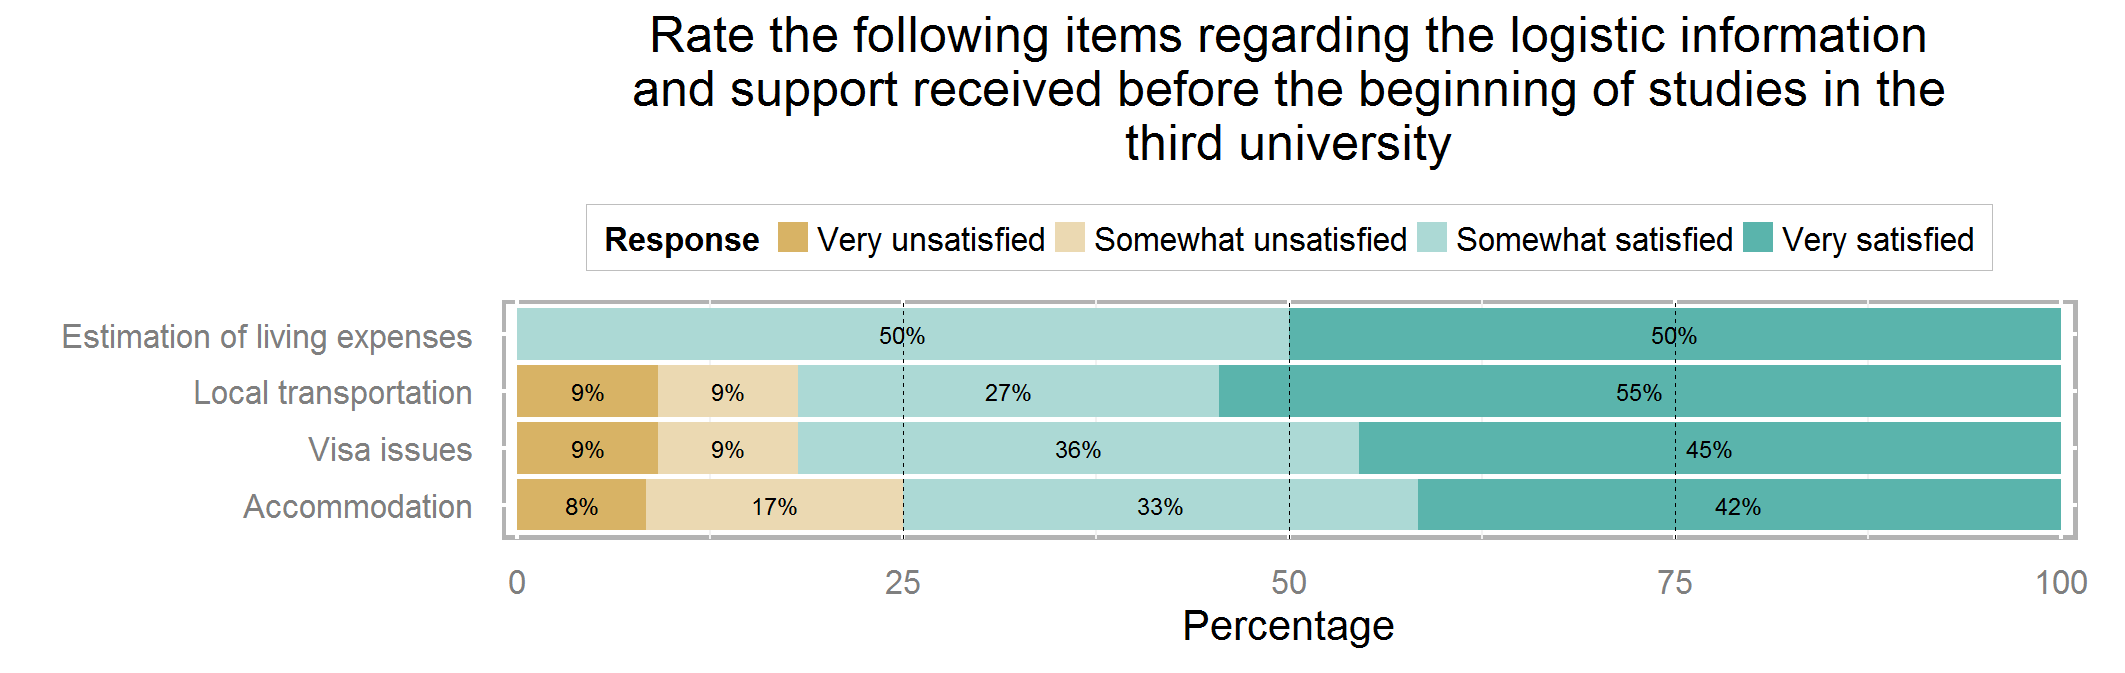 Rate the following items regarding the logistic information
and support received before the beginning of studies in the
third university
Response Very unsatisfied Somewhat unsatisfied Somewhat satisfied Very satisfied
Estimation of living expenses 50% 50%
Local transportation 9% 9% 27% 55%
Visa issues 9% 9% 36% 45%
Accommodation 8% 17% 33% 42%
0 25 50 75 100
Percentage